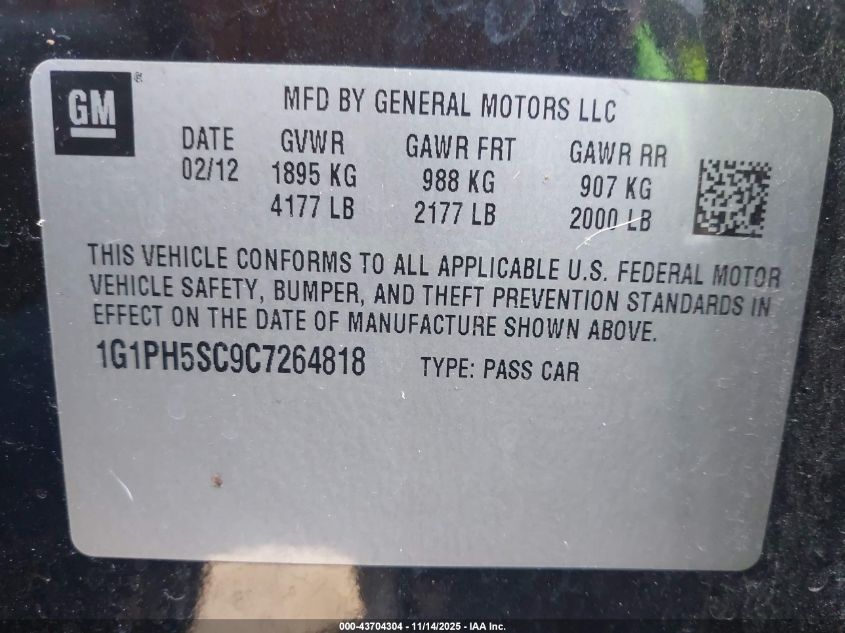 GM
MFD BY GENERAL MOTORS LLC
DATE GVWR GAWR FRT GAWR RR
02/12 1895 KG 988 KG 907 KG
4177 LB 2177 LB 2000 LB
THIS VEHICLE CONFORMS TO ALL APPLICABLE U.S. FEDERAL MOTOR
VEHICLE SAFETY, BUMPER, AND THEFT PREVENTION STANDARDS IN
EFFECT ON THE DATE OF MANUFACTURE SHOWN ABOVE.
1G1PH5SC9C7264818 TYPE: PASS CAR
000-43704304 - 11/14/2025 - IAA Inc.